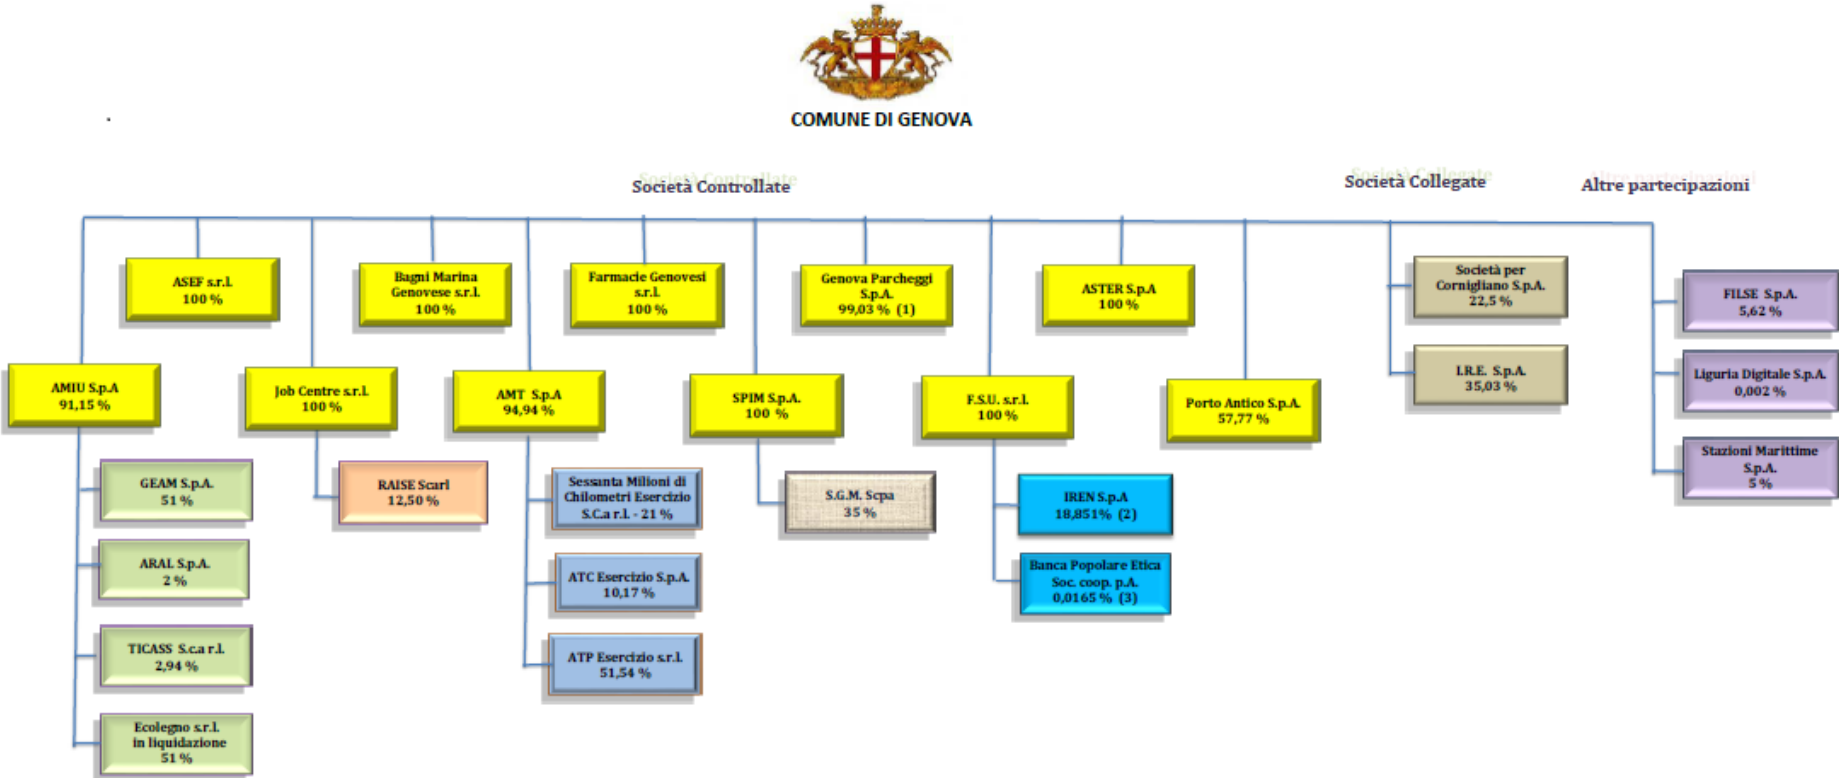 COMUNE DI GENOVA
Società Controllate
Società Collegate
Altre partecipazioni
ASEF s.r.l.
100 %
Bagni Marina
Genovese s.r.l.
100 %
Farmacie Genovesi
s.r.l.
100 %
Genova Parcheggi
S.p.A.
99,03 % (1)
ASTER S.p.A
100 %
Società per
Cornigliano S.p.A.
22,5 %
FILSE S.p.A.
5,62 %
AMIU S.p.A
91,15 %
Job Centre s.r.l.
100 %
AMT S.p.A
94,94 %
SPIM S.p.A.
100 %
F.S.U. s.r.l.
100 %
Porto Antico S.p.A.
57,77 %
I.R.E. S.p.A.
35,03 %
Liguria Digitale S.p.A.
0,002 %
Stazioni Marittime
S.p.A.
5 %
GEAM S.p.A.
51 %
RAISE Scarl
12,50 %
Sessanta Milioni di
Chilometri Esercizio
S.C.a r.l. - 21 %
S.G.M. Scpa
35 %
IREN S.p.A
18,851% (2)
ARAL S.p.A.
2 %
ATC Esercizio S.p.A.
10,17 %
Banca Popolare Etica
Soc. coop. p.A.
0,0165 % (3)
TICASS S.c.a r.l.
2,94 %
ATP Esercizio s.r.l.
51,54 %
Ecolegno s.r.l.
in liquidazione
51 %